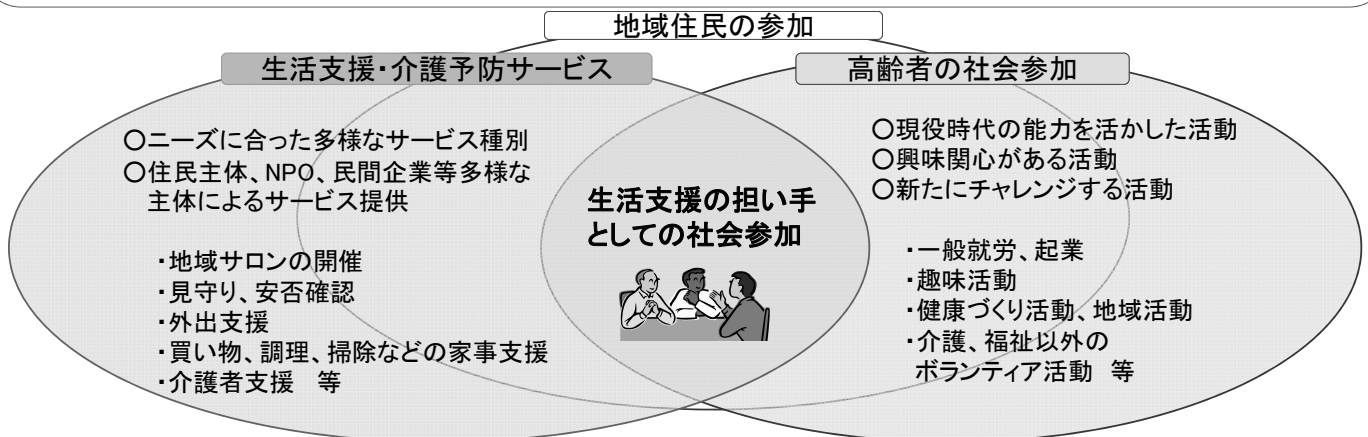 地域住民の参加
生活支援・介護予防サービス
○ニーズに合った多様なサービス種別
○住民主体、NPO、民間企業等多様な
主体によるサービス提供
・地域サロンの開催
・見守り、安否確認
・外出支援
・買い物、調理、掃除などの家事支援
・介護者支援 等
生活支援の担い手
としての社会参加
高齢者の社会参加
○現役時代の能力を活かした活動
○興味関心がある活動
○新たにチャレンジする活動
・一般就労、起業
・趣味活動
・健康づくり活動、地域活動
・介護、福祉以外の
ボランティア活動 等